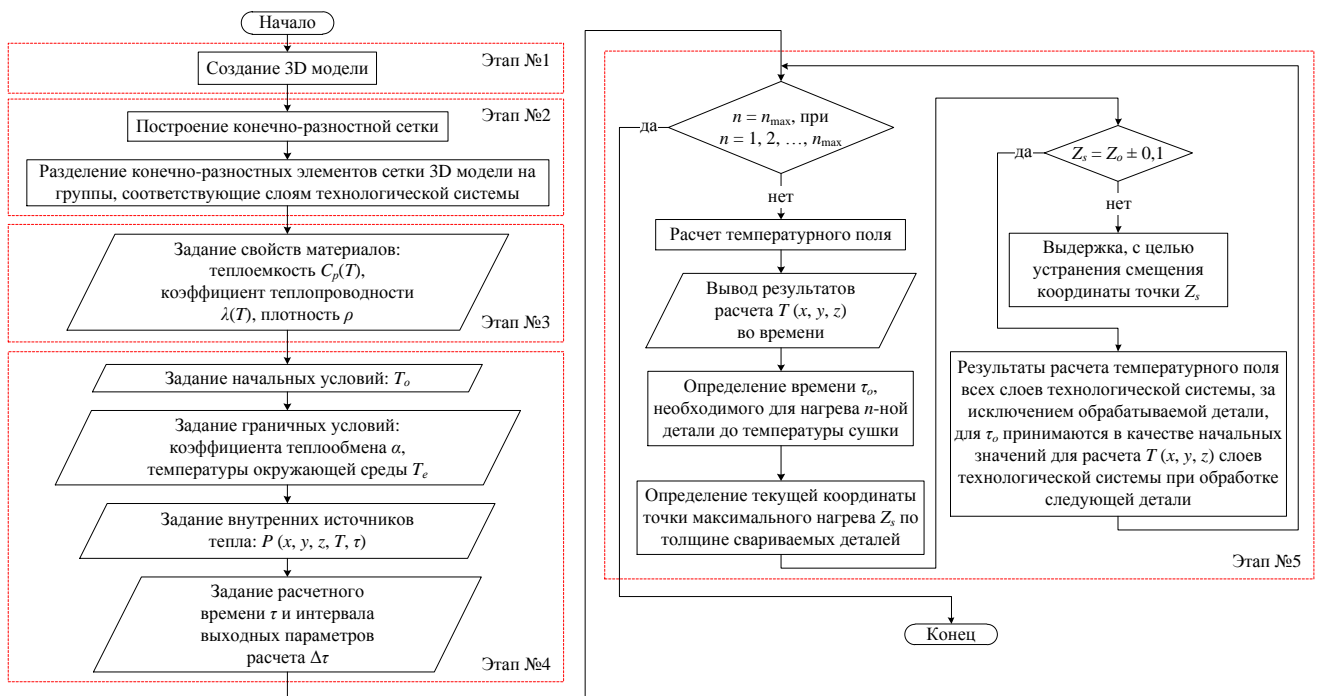 Начало
Этап №1
Создание 3D модели
Этап №2
Построение конечно-разностной сетки
Разделение конечно-разностных элементов сетки 3D модели на
группы, соответствующие слоям технологической системы
Задание свойств материалов:
теплоемкость Cp(T),
коэффициент теплопроводности
λ(T), плотность ρ
Этап №3
Задание начальных условий: To
Задание граничных условий:
коэффициента теплообмена α,
температуры окружающей среды Te
Задание внутренних источников
тепла: P (x, y, z, T, τ)
Задание расчетного
времени τ и интервала
выходных параметров
расчета Δτ
Этап №4
n = nmax, при
n = 1, 2, …, nmax
да
нет
Расчет температурного поля
Вывод результатов
расчета T (x, y, z)
во времени
Определение времени τo,
необходимого для нагрева n-ной
детали до температуры сушки
Определение текущей координаты
точки максимального нагрева Zs по
толщине свариваемых деталей
Zs = Zo ± 0,1
да
нет
Выдержка, с целью
устранения смещения
координаты точки Zs
Результаты расчета температурного поля
всех слоев технологической системы, за
исключением обрабатываемой детали,
для τo принимаются в качестве начальных
значений для расчета T (x, y, z) слоев
технологической системы при обработке
следующей детали
Этап №5
Конец